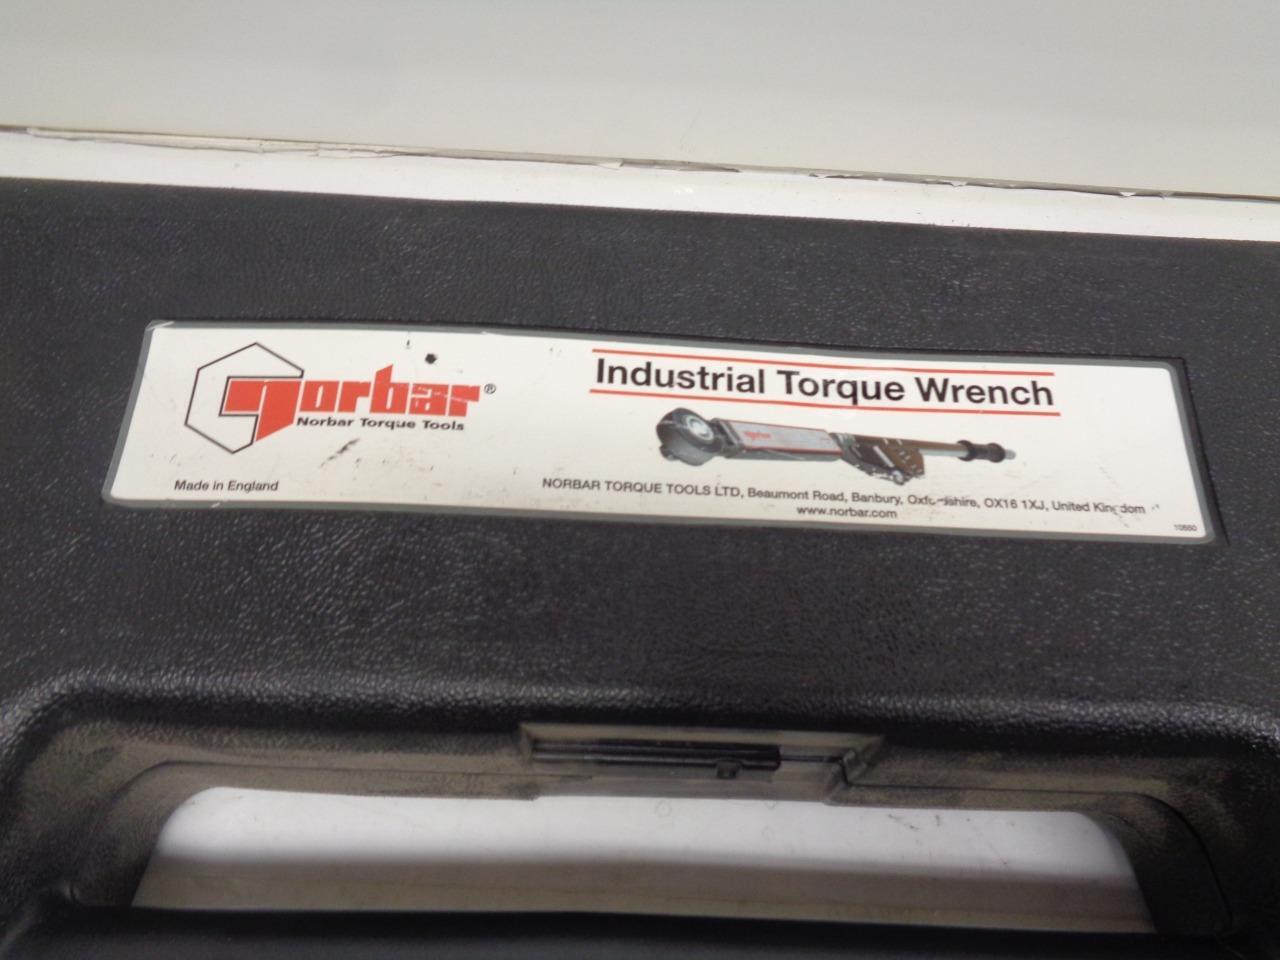 norbar®
Norbar Torque Tools
Made in England
Industrial Torque Wrench
norbar
NORBAR TORQUE TOOLS LTD, Beaumont Road, Banbury, Oxfordshire, OX16 1XJ, United Kingdom
www.norbar.com